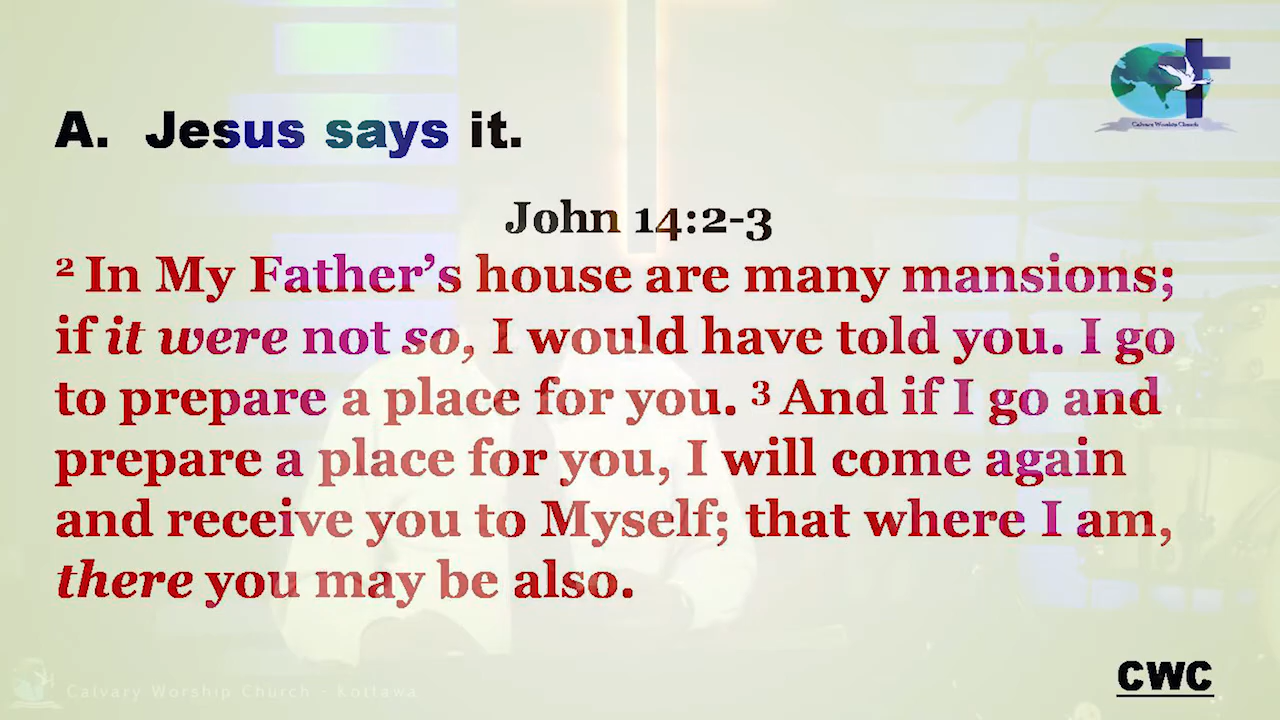 Calvary Worship Church
A. Jesus says it.
John 14:2-3
² In My Father’s house are many mansions;
if it were not so, I would have told you. I go
to prepare a place for you. ³ And if I go and
prepare a place for you, I will come again
and receive you to Myself; that where I am,
there you may be also.
CWC
Calvary Worship Church - Kottawa